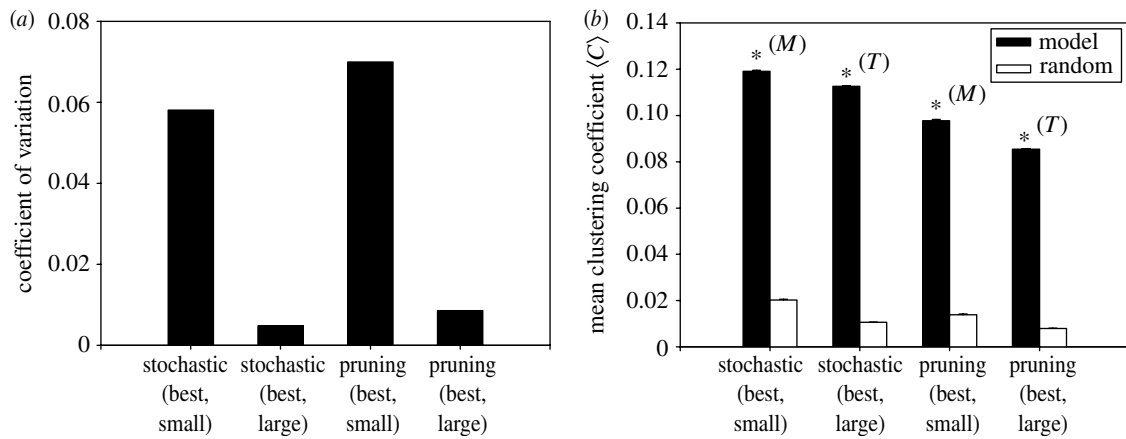 (a)
0.08
0.06
0.04
0.02
0
coefficient of variation
stochastic
(best,
small)
stochastic
(best,
large)
pruning
(best,
small)
pruning
(best,
large)
(b)
0.14
0.12
0.10
0.08
0.06
0.04
0.02
0
mean clustering coefficient ⟨C⟩
* (M)
* (T)
* (M)
* (T)
model
random
stochastic
(best,
small)
stochastic
(best,
large)
pruning
(best,
small)
pruning
(best,
large)